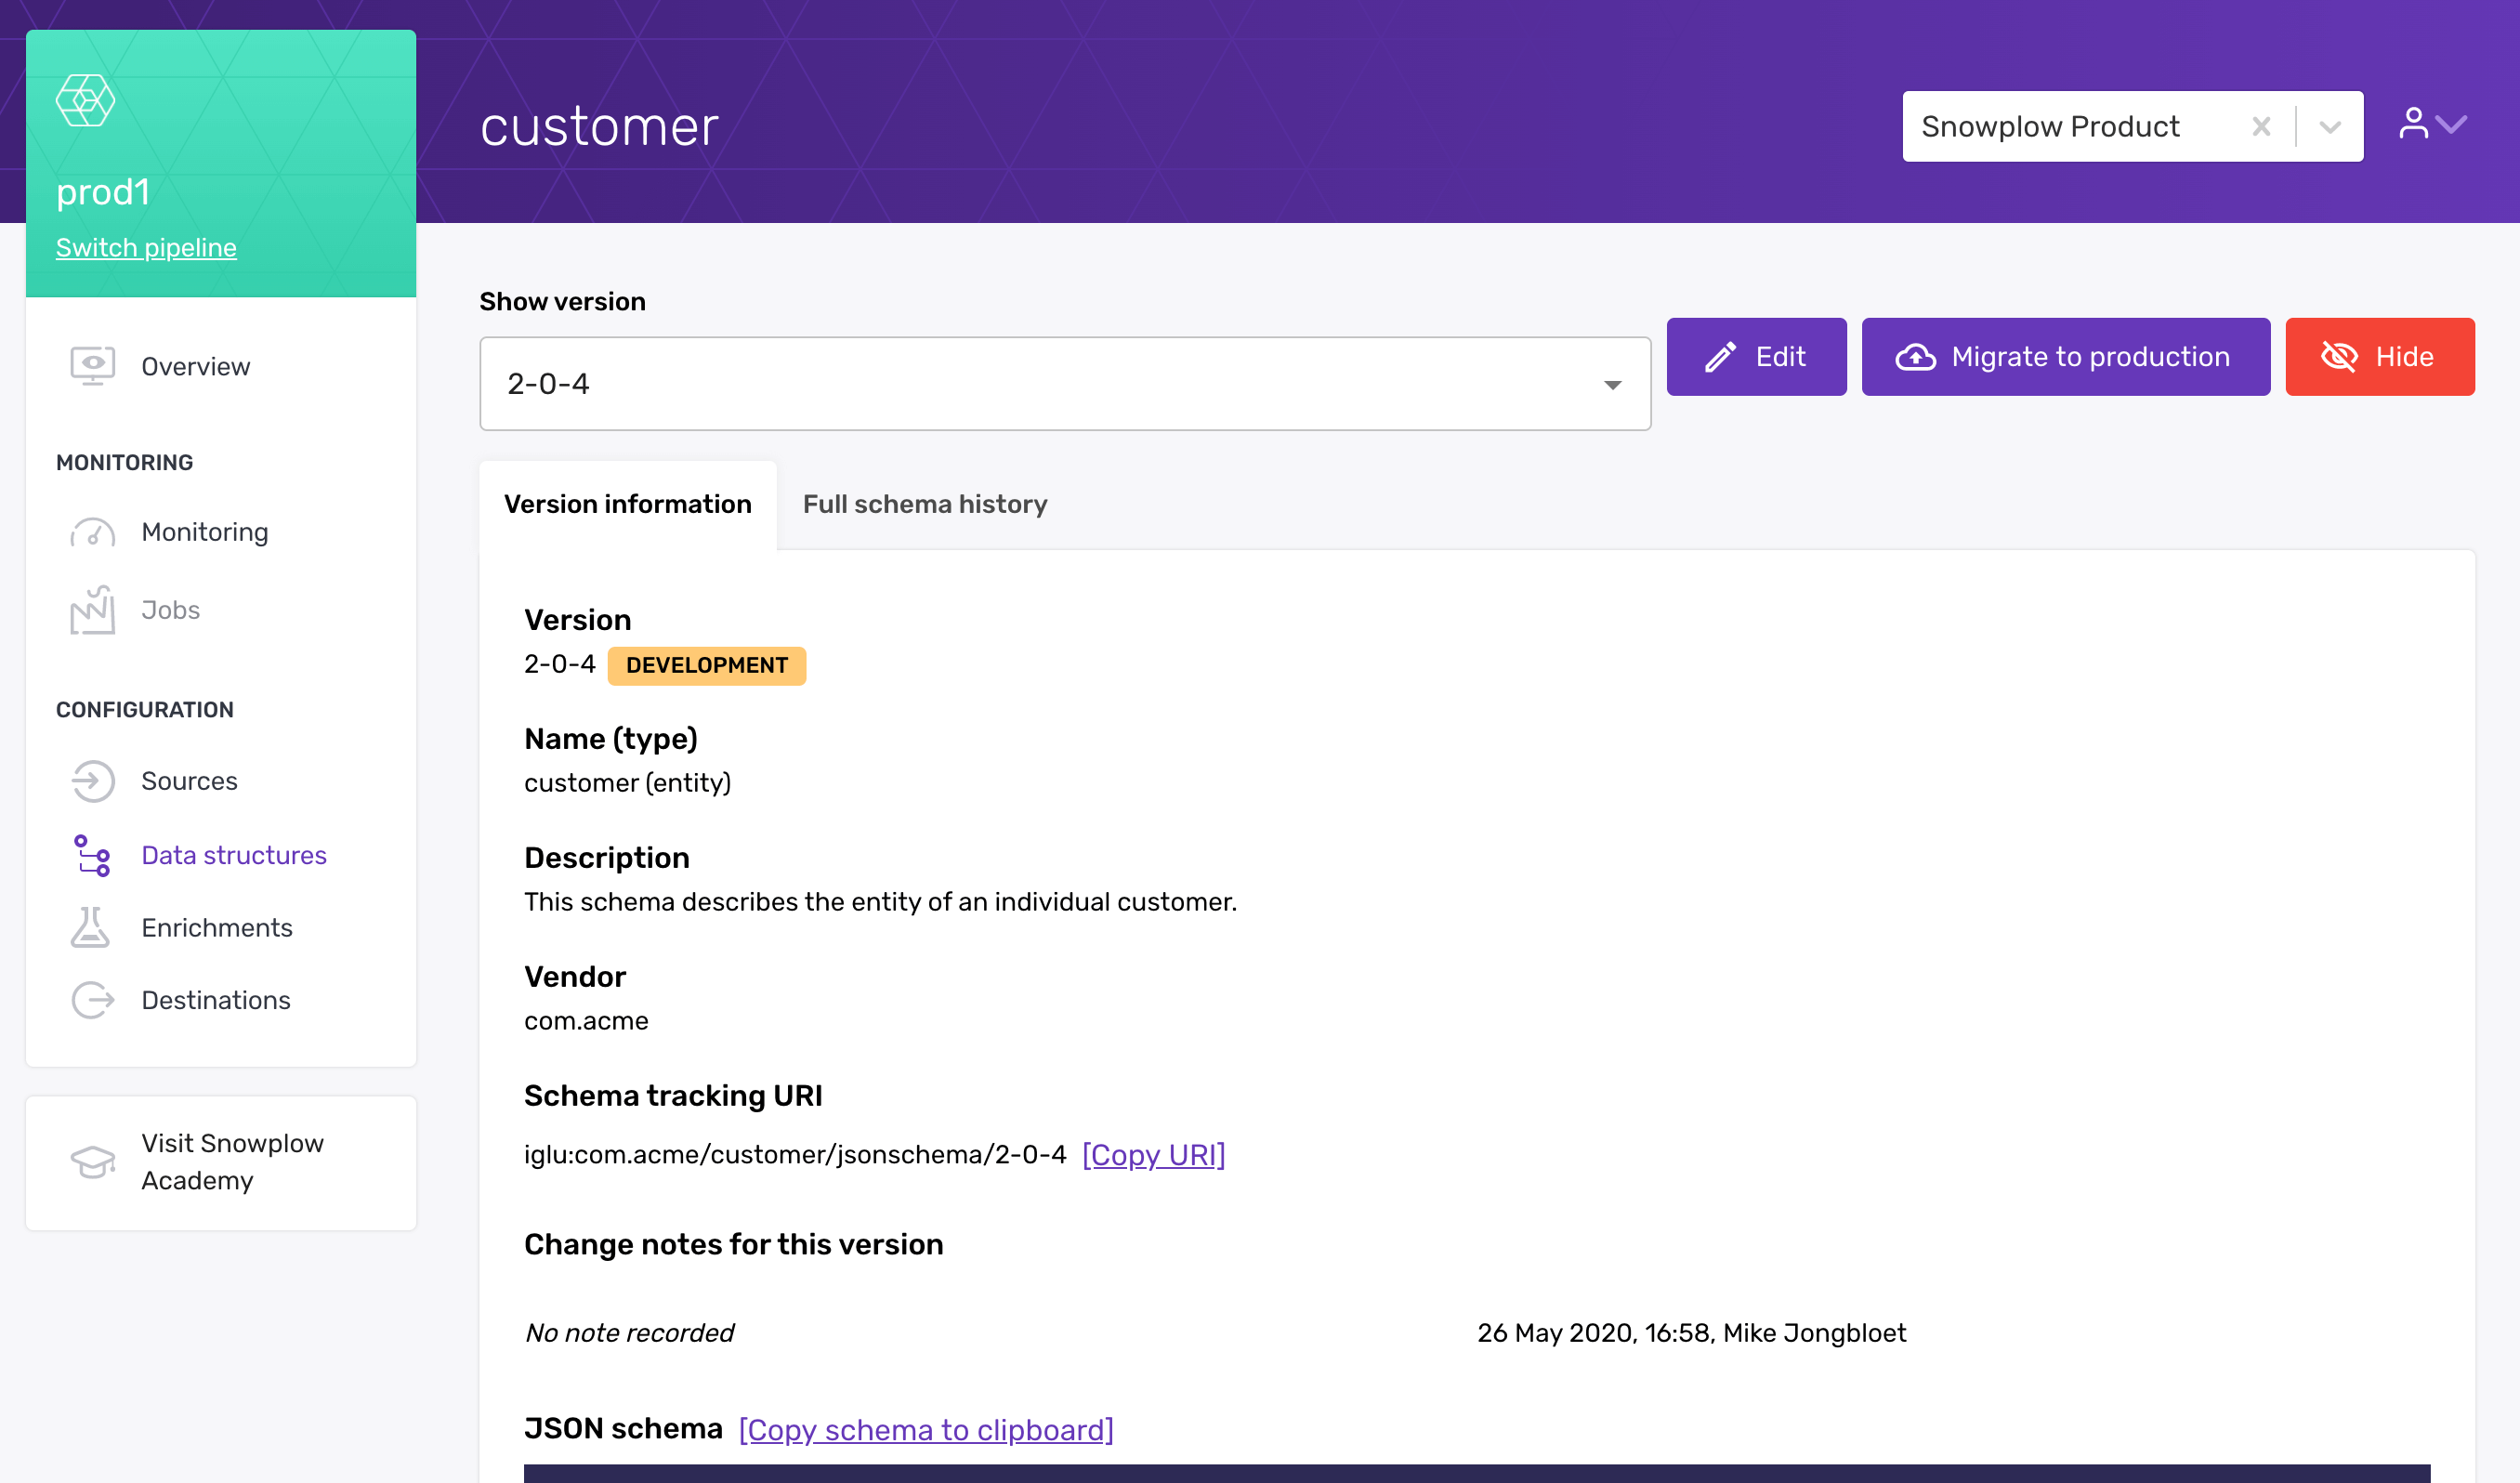 prod1
Switch pipeline
Overview
MONITORING
Monitoring
Jobs
CONFIGURATION
Sources
Data structures
Enrichments
Destinations
Visit Snowplow
Academy
customer
Snowplow Product
Show version
2-0-4
Edit
Migrate to production
Hide
Version information
Full schema history
Version
2-0-4 DEVELOPMENT
Name (type)
customer (entity)
Description
This schema describes the entity of an individual customer.
Vendor
com.acme
Schema tracking URI
iglu:com.acme/customer/jsonschema/2-0-4 [Copy URI]
Change notes for this version
No note recorded
26 May 2020, 16:58, Mike Jongbloet
JSON schema [Copy schema to clipboard]